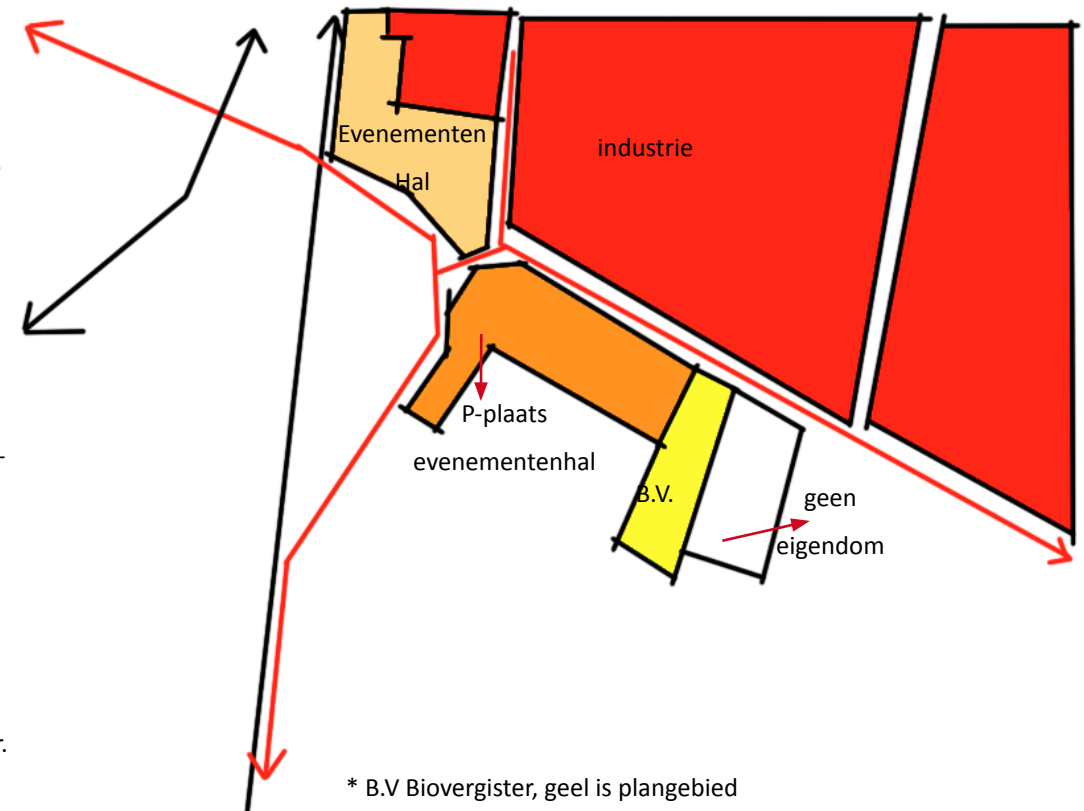 Evenementen
Hal
industrie
P-plaats
evenementenhal
B.V.
geen
eigendom
* B.V Biovergister, geel is plangebied